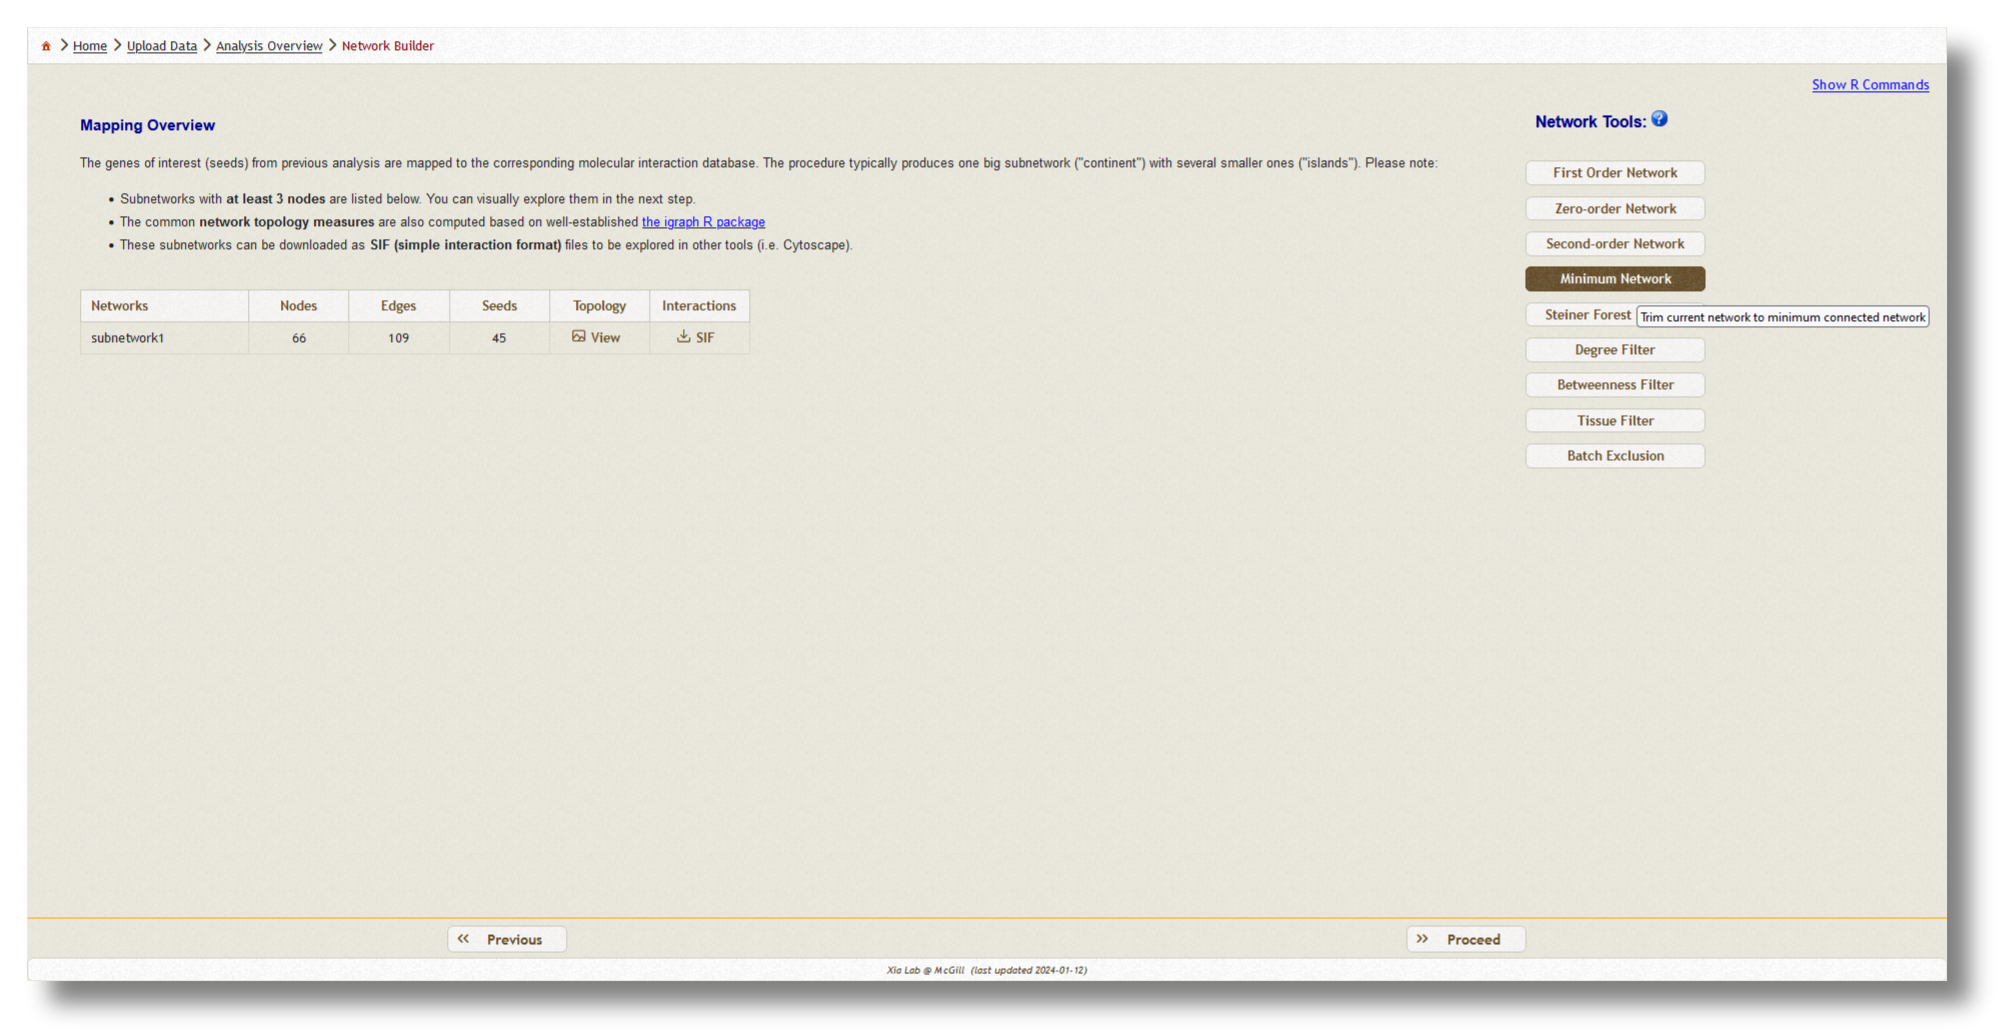 Home > Upload Data > Analysis Overview > Network Builder
Show R Commands
Mapping Overview
The genes of interest (seeds) from previous analysis are mapped to the corresponding molecular interaction database. The procedure typically produces one big subnetwork ("continent") with several smaller ones ("islands"). Please note:
• Subnetworks with at least 3 nodes are listed below. You can visually explore them in the next step.
• The common network topology measures are also computed based on well-established the igraph R package
• These subnetworks can be downloaded as SIF (simple interaction format) files to be explored in other tools (i.e. Cytoscape).
Networks Nodes Edges Seeds Topology Interactions
subnetwork1 66 109 45 View SIF
Network Tools:
First Order Network
Zero-order Network
Second-order Network
Minimum Network
Steiner Forest
Trim current network to minimum connected network
Degree Filter
Betweenness Filter
Tissue Filter
Batch Exclusion
Previous
Proceed
Xia Lab @ McGill (last updated 2024-01-12)